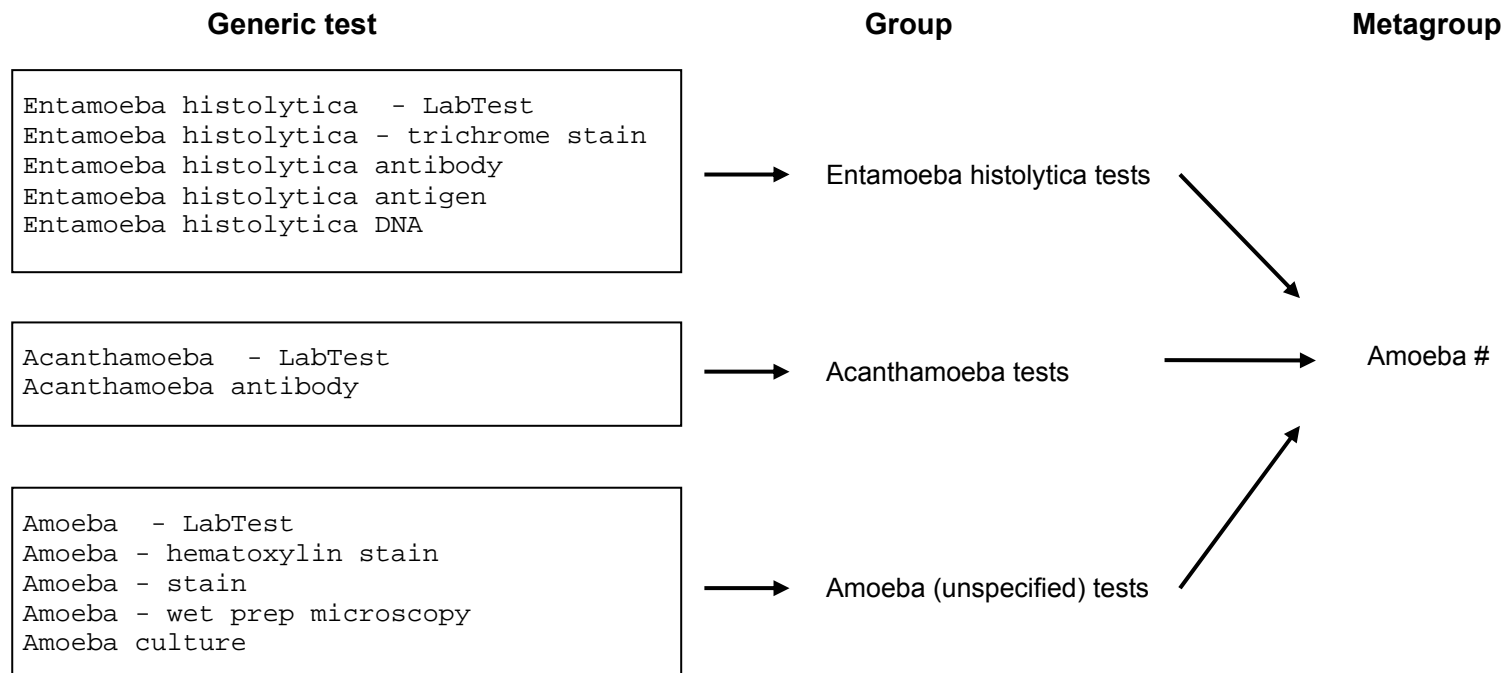 Generic test
Group
Metagroup
Entamoeba histolytica  - LabTest
Entamoeba histolytica - trichrome stain
Entamoeba histolytica antibody
Entamoeba histolytica antigen
Entamoeba histolytica DNA
Entamoeba histolytica tests
Acanthamoeba  - LabTest
Acanthamoeba antibody
Acanthamoeba tests
Amoeba #
Amoeba  - LabTest
Amoeba - hematoxylin stain
Amoeba - stain
Amoeba - wet prep microscopy
Amoeba culture
Amoeba (unspecified) tests